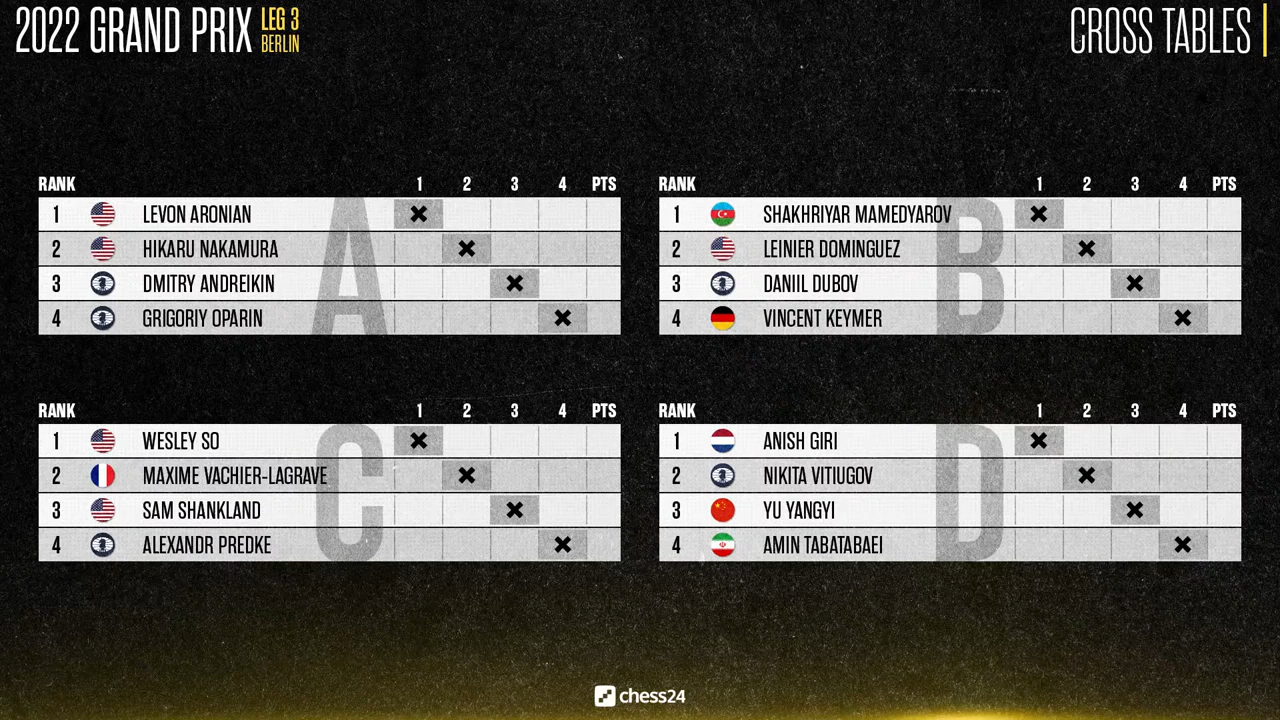 2022 GRAND PRIX LEG 3 BERLIN
CROSS TABLES
A
RANK 1 2 3 4 PTS
1 LEVON ARONIAN ✖
2 HIKARU NAKAMURA ✖
3 DMITRY ANDREIKIN ✖
4 GRIGORIY OPARIN ✖
B
RANK 1 2 3 4 PTS
1 SHAKHRIYAR MAMEDYAROV ✖
2 LEINIER DOMINGUEZ ✖
3 DANIIL DUBOV ✖
4 VINCENT KEYMER ✖
C
RANK 1 2 3 4 PTS
1 WESLEY SO ✖
2 MAXIME VACHIER-LAGRAVE ✖
3 SAM SHANKLAND ✖
4 ALEXANDR PREDKE ✖
D
RANK 1 2 3 4 PTS
1 ANISH GIRI ✖
2 NIKITA VITIUGOV ✖
3 YU YANGYI ✖
4 AMIN TABATABAEI ✖
chess24